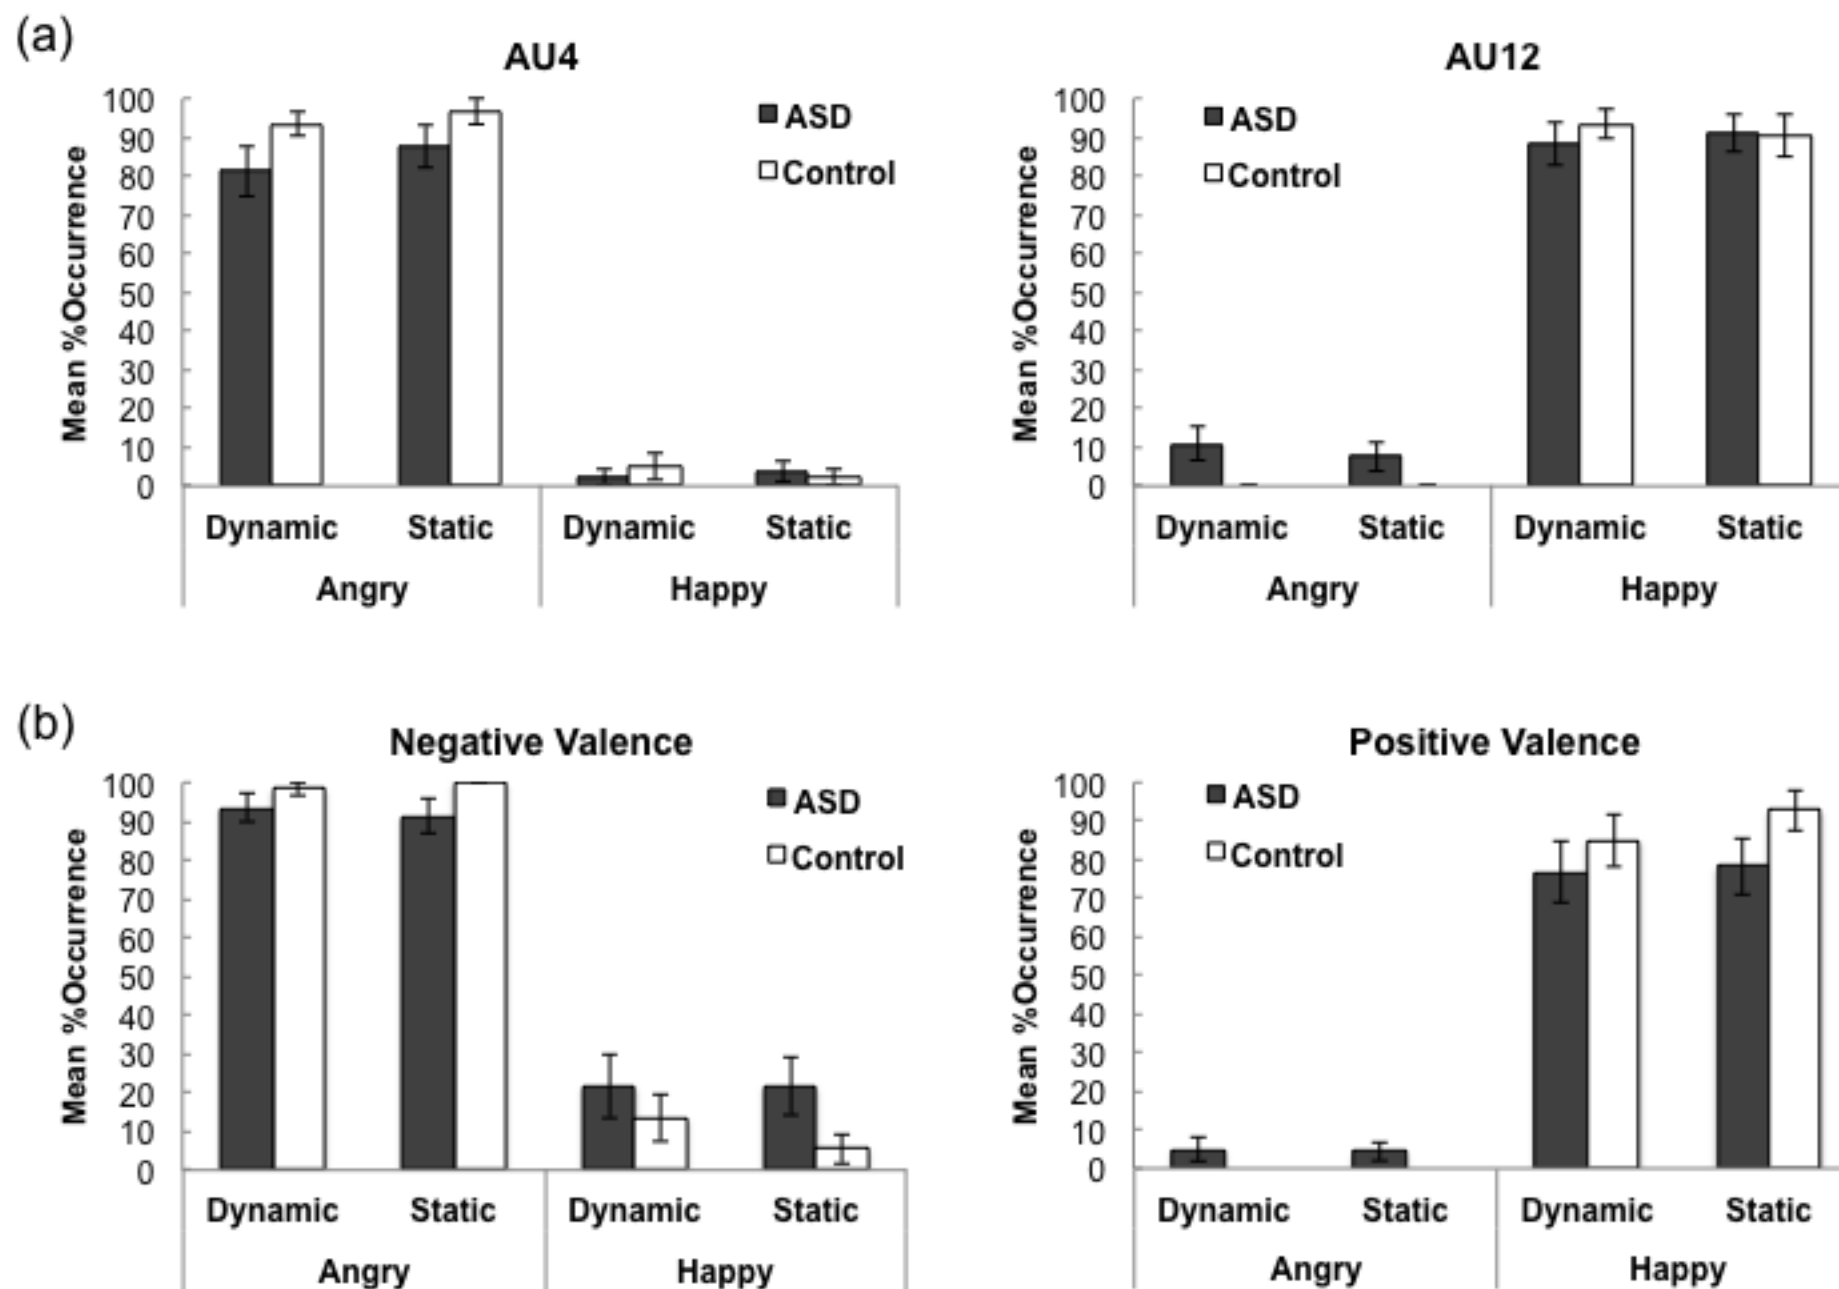 (a)
AU4
100
90
80
70
60
50
40
30
20
10
0
Mean %Occurrence
ASD
Control
Dynamic Static Dynamic Static
Angry Happy
AU12
100
90
80
70
60
50
40
30
20
10
0
Mean %Occurrence
ASD
Control
Dynamic Static Dynamic Static
Angry Happy
(b)
Negative Valence
100
90
80
70
60
50
40
30
20
10
0
Mean %Occurrence
ASD
Control
Dynamic Static Dynamic Static
Angry Happy
Positive Valence
100
90
80
70
60
50
40
30
20
10
0
Mean %Occurrence
ASD
Control
Dynamic Static Dynamic Static
Angry Happy